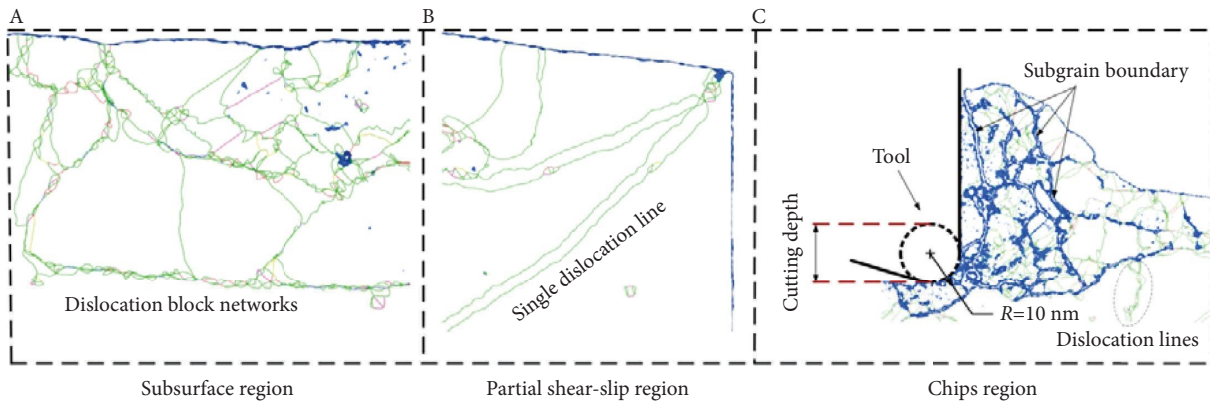 A
B
C
Dislocation block networks
Single dislocation line
Subgrain boundary
Tool
Cutting depth
R=10 nm
Dislocation lines
Subsurface region
Partial shear-slip region
Chips region